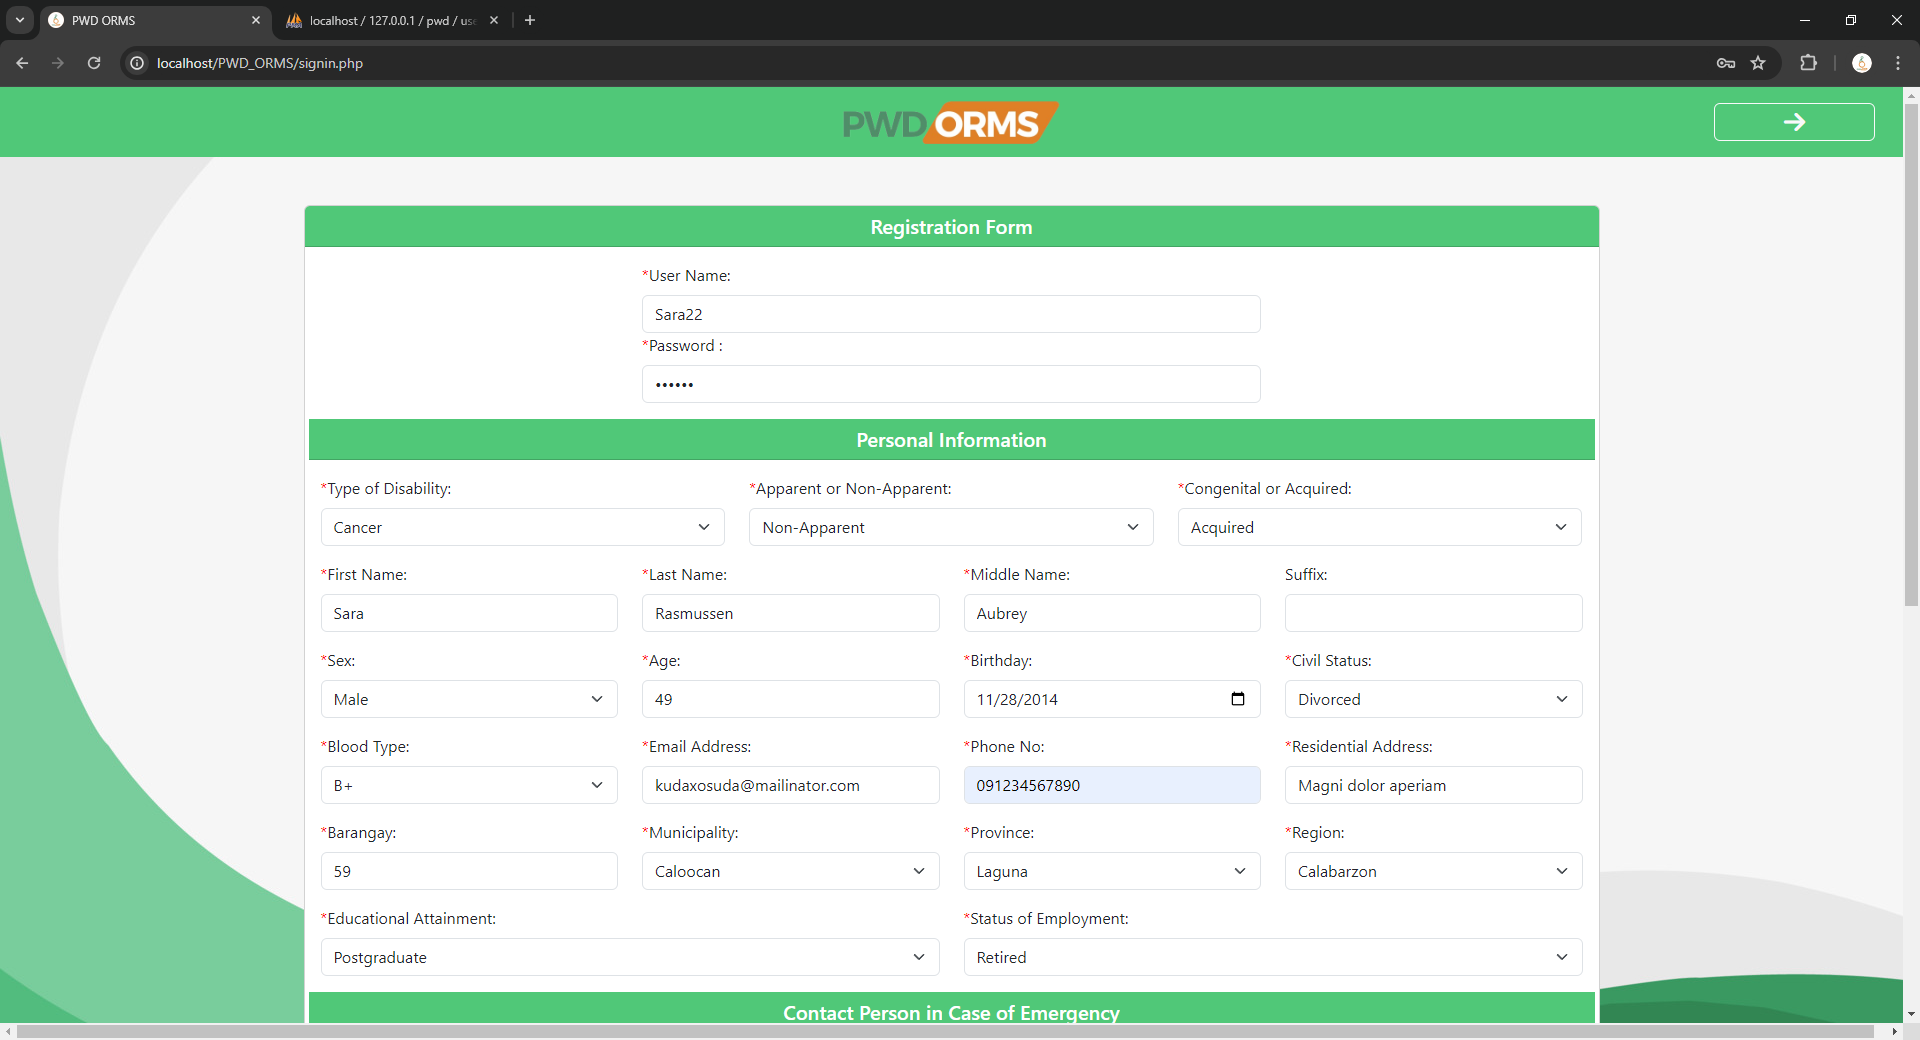 PWD ORMS
localhost / 127.0.0.1 / pwd / use
localhost/PWD_ORMS/signin.php
PWD ORMS
Registration Form
*User Name:
Sara22
*Password :
••••••
Personal Information
*Type of Disability: *Apparent or Non-Apparent: *Congenital or Acquired:
Cancer Non-Apparent Acquired
*First Name: *Last Name: *Middle Name: Suffix:
Sara Rasmussen Aubrey
*Sex: *Age: *Birthday: *Civil Status:
Male 49 11/28/2014 Divorced
*Blood Type: *Email Address: *Phone No: *Residential Address:
B+ kudaxosuda@mailinator.com 091234567890 Magni dolor aperiam
*Barangay: *Municipality: *Province: *Region:
59 Caloocan Laguna Calabarzon
*Educational Attainment: *Status of Employment:
Postgraduate Retired
Contact Person in Case of Emergency